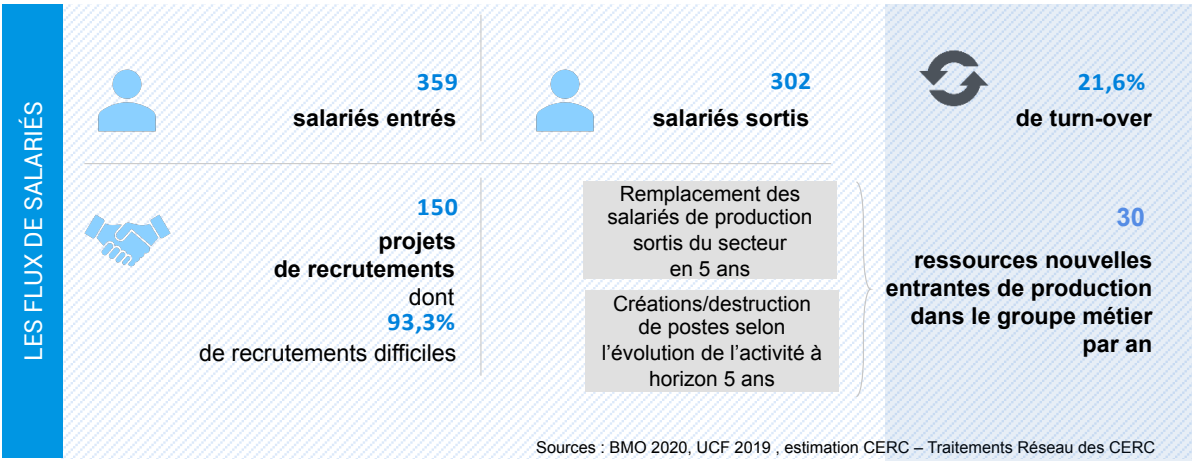 LES FLUX DE SALARIÉS
359
salariés entrés
302
salariés sortis
21,6%
de turn-over
150
projets
de recrutements
dont
93,3%
de recrutements difficiles
Remplacement des
salariés de production
sortis du secteur
en 5 ans
Créations/destruction
de postes selon
l’évolution de l’activité à
horizon 5 ans
30
ressources nouvelles
entrantes de production
dans le groupe métier
par an
Sources : BMO 2020, UCF 2019 , estimation CERC – Traitements Réseau des CERC